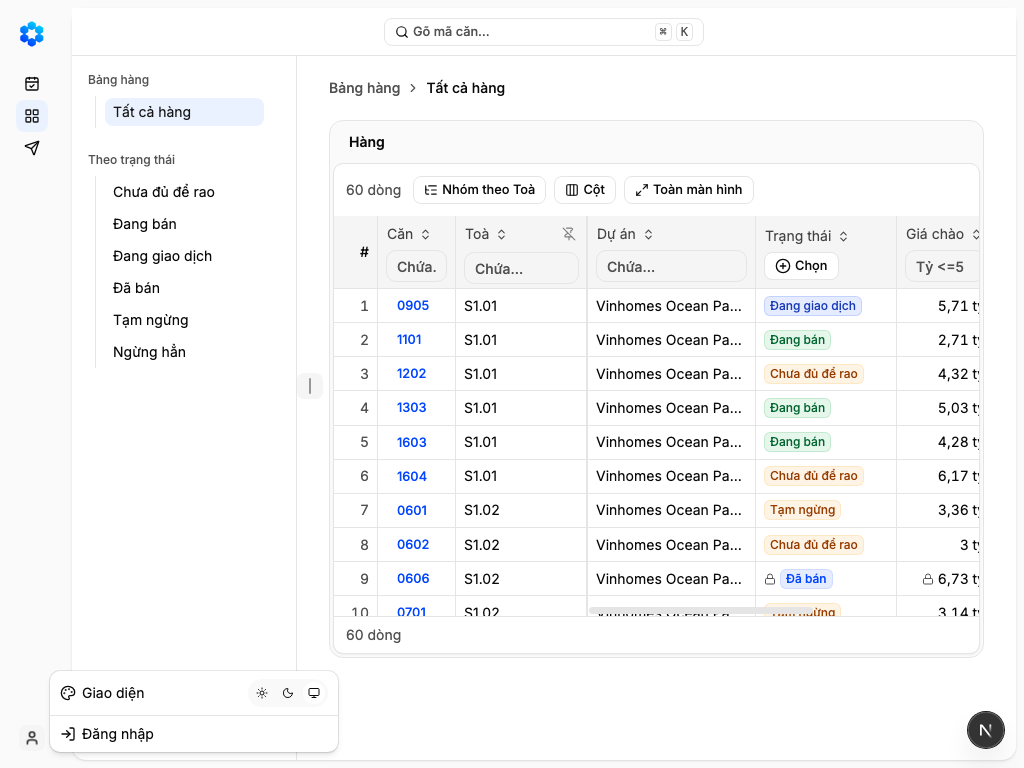 Gõ mã căn...
⌘ K
Bảng hàng
Tất cả hàng
Theo trạng thái
Chưa đủ để rao
Đang bán
Đang giao dịch
Đã bán
Tạm ngừng
Ngừng hẳn
Bảng hàng > Tất cả hàng
Hàng
60 dòng Nhóm theo Toà Cột Toàn màn hình
# Căn Toà Dự án Trạng thái Giá chào
Chứa. Chứa... Chứa... Chọn Tỷ <=5
1 0905 S1.01 Vinhomes Ocean Pa... Đang giao dịch 5,71 tỷ
2 1101 S1.01 Vinhomes Ocean Pa... Đang bán 2,71 tỷ
3 1202 S1.01 Vinhomes Ocean Pa... Chưa đủ để rao 4,32 tỷ
4 1303 S1.01 Vinhomes Ocean Pa... Đang bán 5,03 tỷ
5 1603 S1.01 Vinhomes Ocean Pa... Đang bán 4,28 tỷ
6 1604 S1.01 Vinhomes Ocean Pa... Chưa đủ để rao 6,17 tỷ
7 0601 S1.02 Vinhomes Ocean Pa... Tạm ngừng 3,36 tỷ
8 0602 S1.02 Vinhomes Ocean Pa... Chưa đủ để rao 3 tỷ
9 0606 S1.02 Vinhomes Ocean Pa... Đã bán 6,73 tỷ
10 0701 S1.02 Vinhomes Ocean Pa... Tạm ngừng 3,14 tỷ
60 dòng
Giao diện
Đăng nhập
N